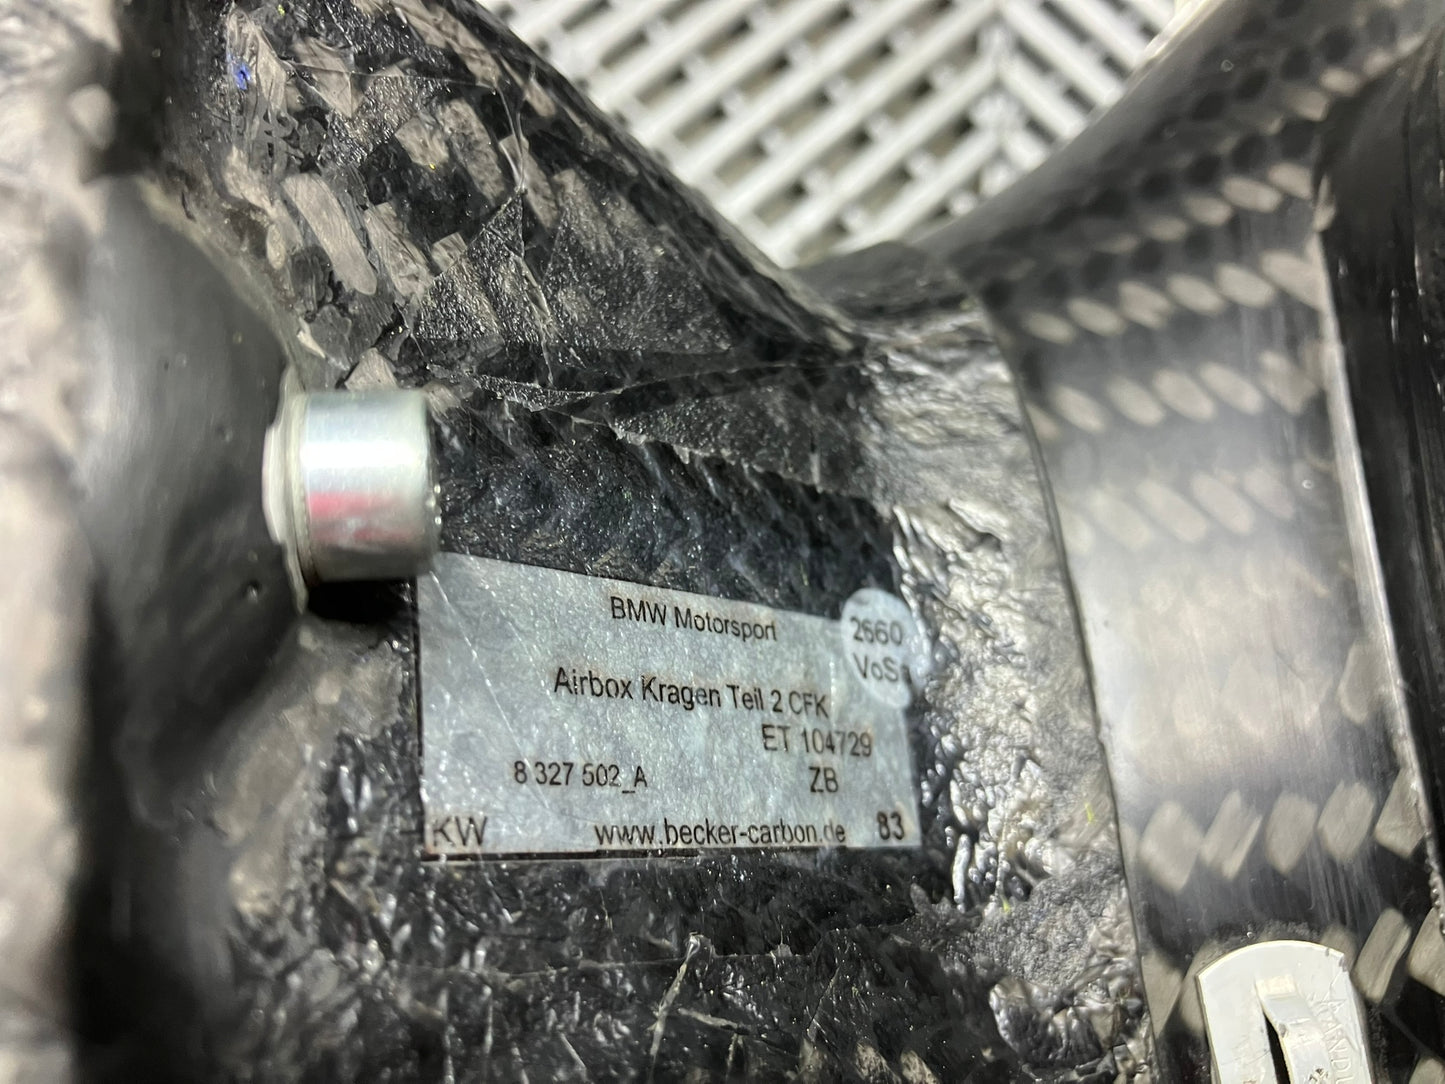 BMW Motorsport
2660
Airbox Kragen Teil 2 CFK
ET 104729
8 327 502_A
ZB
KW
www.becker-carbon.de
83